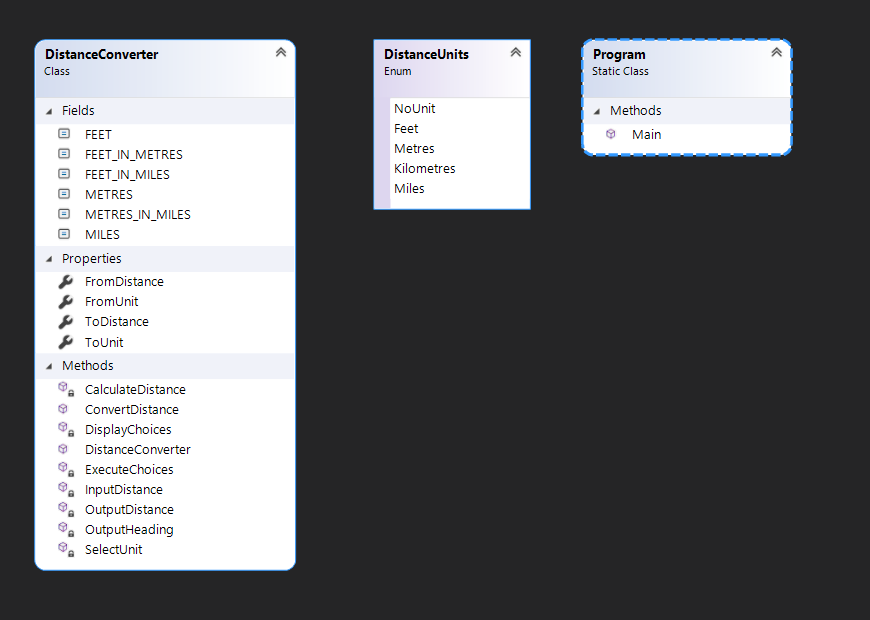 DistanceConverter
Class
Fields
FEET
FEET_IN_METRES
FEET_IN_MILES
METRES
METRES_IN_MILES
MILES
Properties
FromDistance
FromUnit
ToDistance
ToUnit
Methods
CalculateDistance
ConvertDistance
DisplayChoices
DistanceConverter
ExecuteChoices
InputDistance
OutputDistance
OutputHeading
SelectUnit
DistanceUnits
Enum
NoUnit
Feet
Metres
Kilometres
Miles
Program
Static Class
Methods
Main